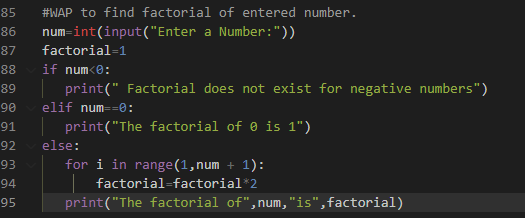 85 #WAP to find factorial of entered number.
86 num=int(input("Enter a Number:"))
87 factorial=1
88 if num<0:
89     print(" Factorial does not exist for negative numbers")
90 elif num==0:
91     print("The factorial of 0 is 1")
92 else:
93     for i in range(1,num + 1):
94         factorial=factorial*2
95     print("The factorial of",num,"is",factorial)